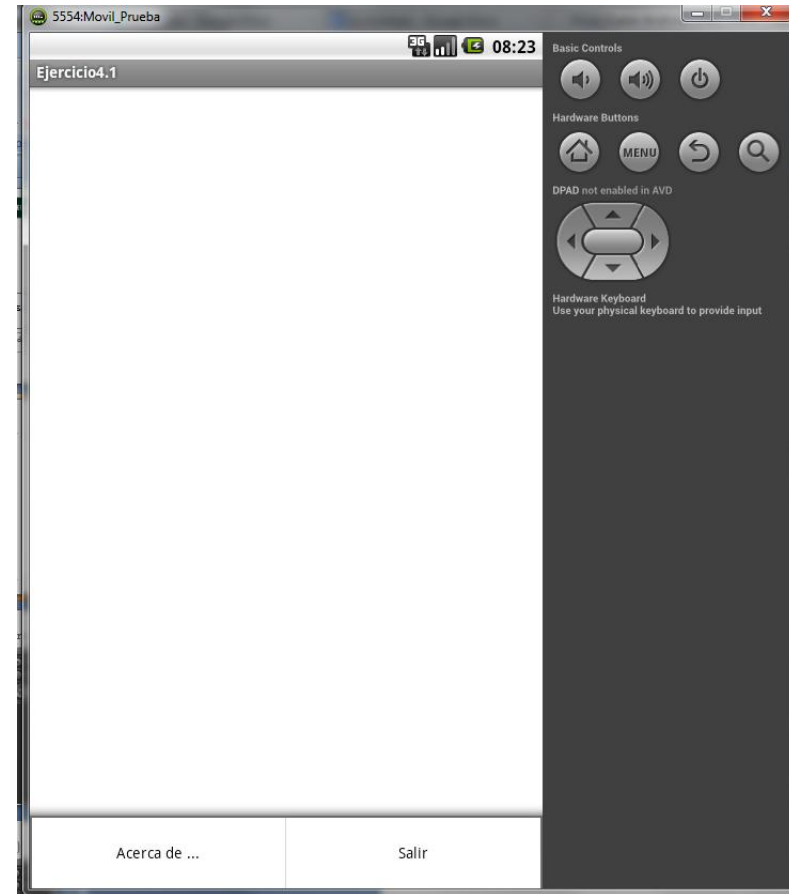 5554:Movil_Prueba
3G 08:23
Ejercicio4.1
Basic Controls
Hardware Buttons
MENU
DPAD not enabled in AVD
Hardware Keyboard
Use your physical keyboard to provide input
Acerca de ...
Salir